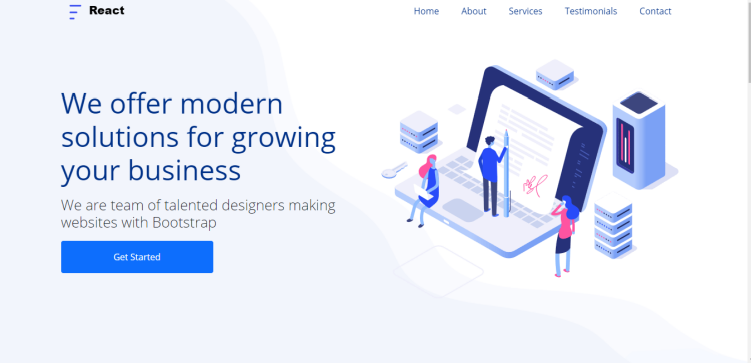 React
Home About Services Testimonials Contact
We offer modern
solutions for growing
your business
We are team of talented designers making
websites with Bootstrap
Get Started